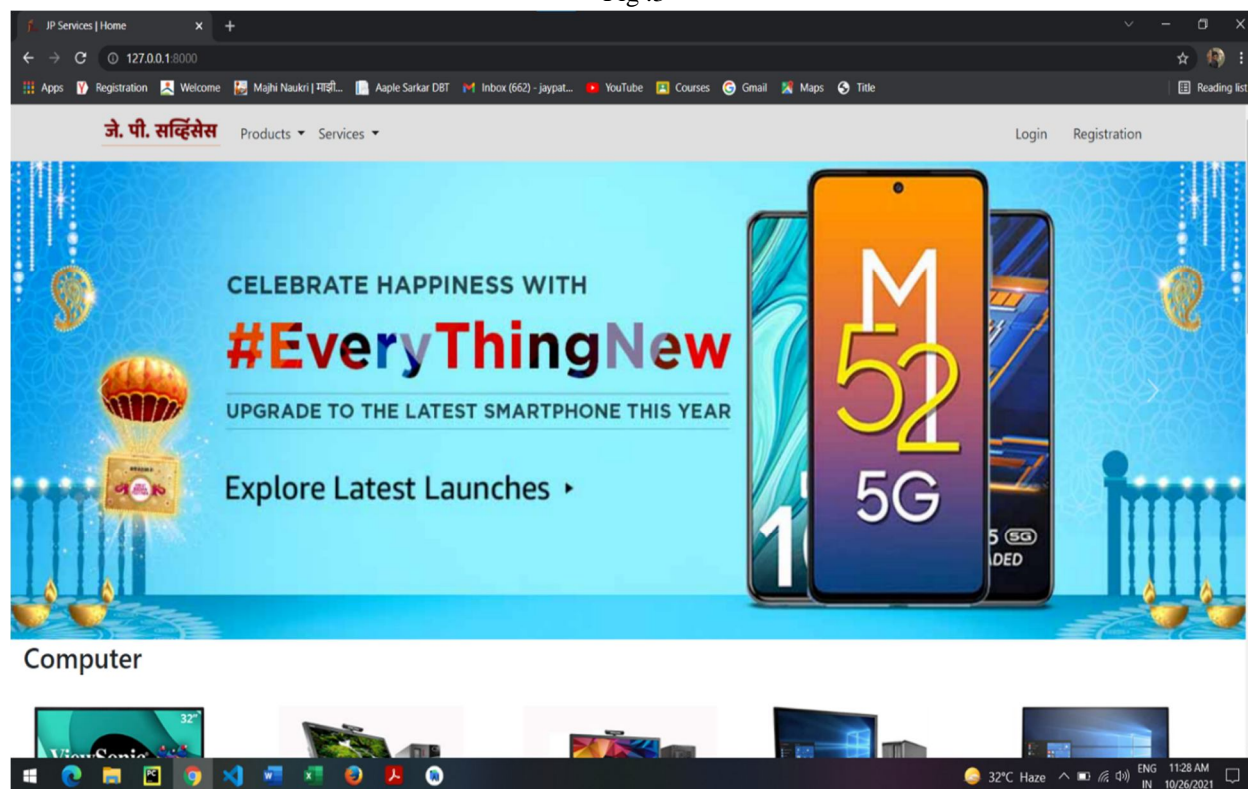 JP Services | Home
127.0.0.1:8000
Apps Registration Welcome Majhi Naukri | माझी... Aaple Sarkar DBT Inbox (662) - jaypat... YouTube Courses Gmail Maps Title Reading list
जे. पी. सर्व्हिसेस Products Services Login Registration
CELEBRATE HAPPINESS WITH
#EveryThingNew
UPGRADE TO THE LATEST SMARTPHONE THIS YEAR
Explore Latest Launches
M
52
5G
1
5 5G
DED
Computer
32"
ViewSonic
32°C Haze ENG 11:28 AM
IN 10/26/2021